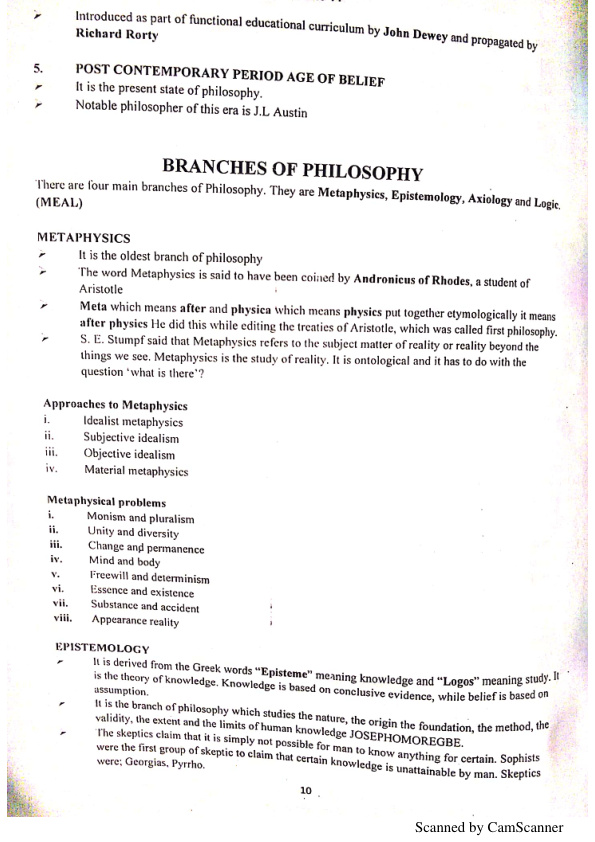 ➢ Introduced as part of functional educational curriculum by John Dewey and propagated by
Richard Rorty
5. POST CONTEMPORARY PERIOD AGE OF BELIEF
➢ It is the present state of philosophy.
➢ Notable philosopher of this era is J.L Austin
BRANCHES OF PHILOSOPHY
There are four main branches of Philosophy. They are Metaphysics, Epistemology, Axiology and Logic.
(MEAL)
METAPHYSICS
➢ It is the oldest branch of philosophy
➢ The word Metaphysics is said to have been coined by Andronicus of Rhodes, a student of
Aristotle
➢ Meta which means after and physica which means physics put together etymologically it means
after physics He did this while editing the treaties of Aristotle, which was called first philosophy.
➢ S. E. Stumpf said that Metaphysics refers to the subject matter of reality or reality beyond the
things we see. Metaphysics is the study of reality. It is ontological and it has to do with the
question ‘what is there’?
Approaches to Metaphysics
i. Idealist metaphysics
ii. Subjective idealism
iii. Objective idealism
iv. Material metaphysics
Metaphysical problems
i. Monism and pluralism
ii. Unity and diversity
iii. Change and permanence
iv. Mind and body
v. Freewill and determinism
vi. Essence and existence
vii. Substance and accident
viii. Appearance reality
EPISTEMOLOGY
➢ It is derived from the Greek words “Episteme” meaning knowledge and “Logos” meaning study. It
is the theory of knowledge. Knowledge is based on conclusive evidence, while belief is based on
assumption.
➢ It is the branch of philosophy which studies the nature, the origin the foundation, the method, the
validity, the extent and the limits of human knowledge JOSEPHOMOREGBE.
➢ The skeptics claim that it is simply not possible for man to know anything for certain. Sophists
were the first group of skeptic to claim that certain knowledge is unattainable by man. Skeptics
were; Georgias, Pyrrho.
10
Scanned by CamScanner